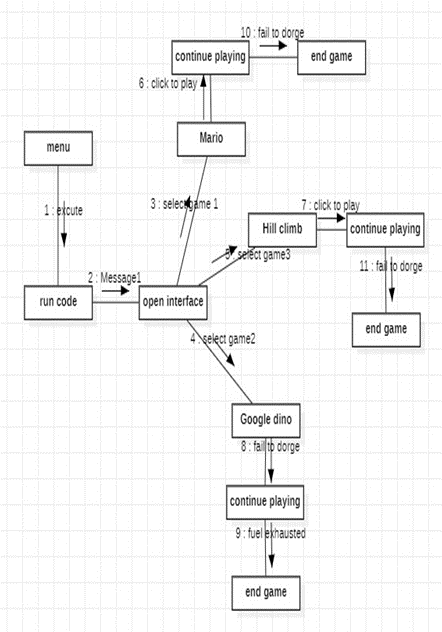 10 : fail to dorge
continue playing
end game
6 : click to play
Mario
menu
3 : select game 1
1 : excute
7 : click to play
Hill climb
continue playing
5 : select game3
11 : fail to dorge
2 : Message1
run code
open interface
end game
4 : select game2
Google dino
8 : fail to dorge
continue playing
9 : fuel exhausted
end game